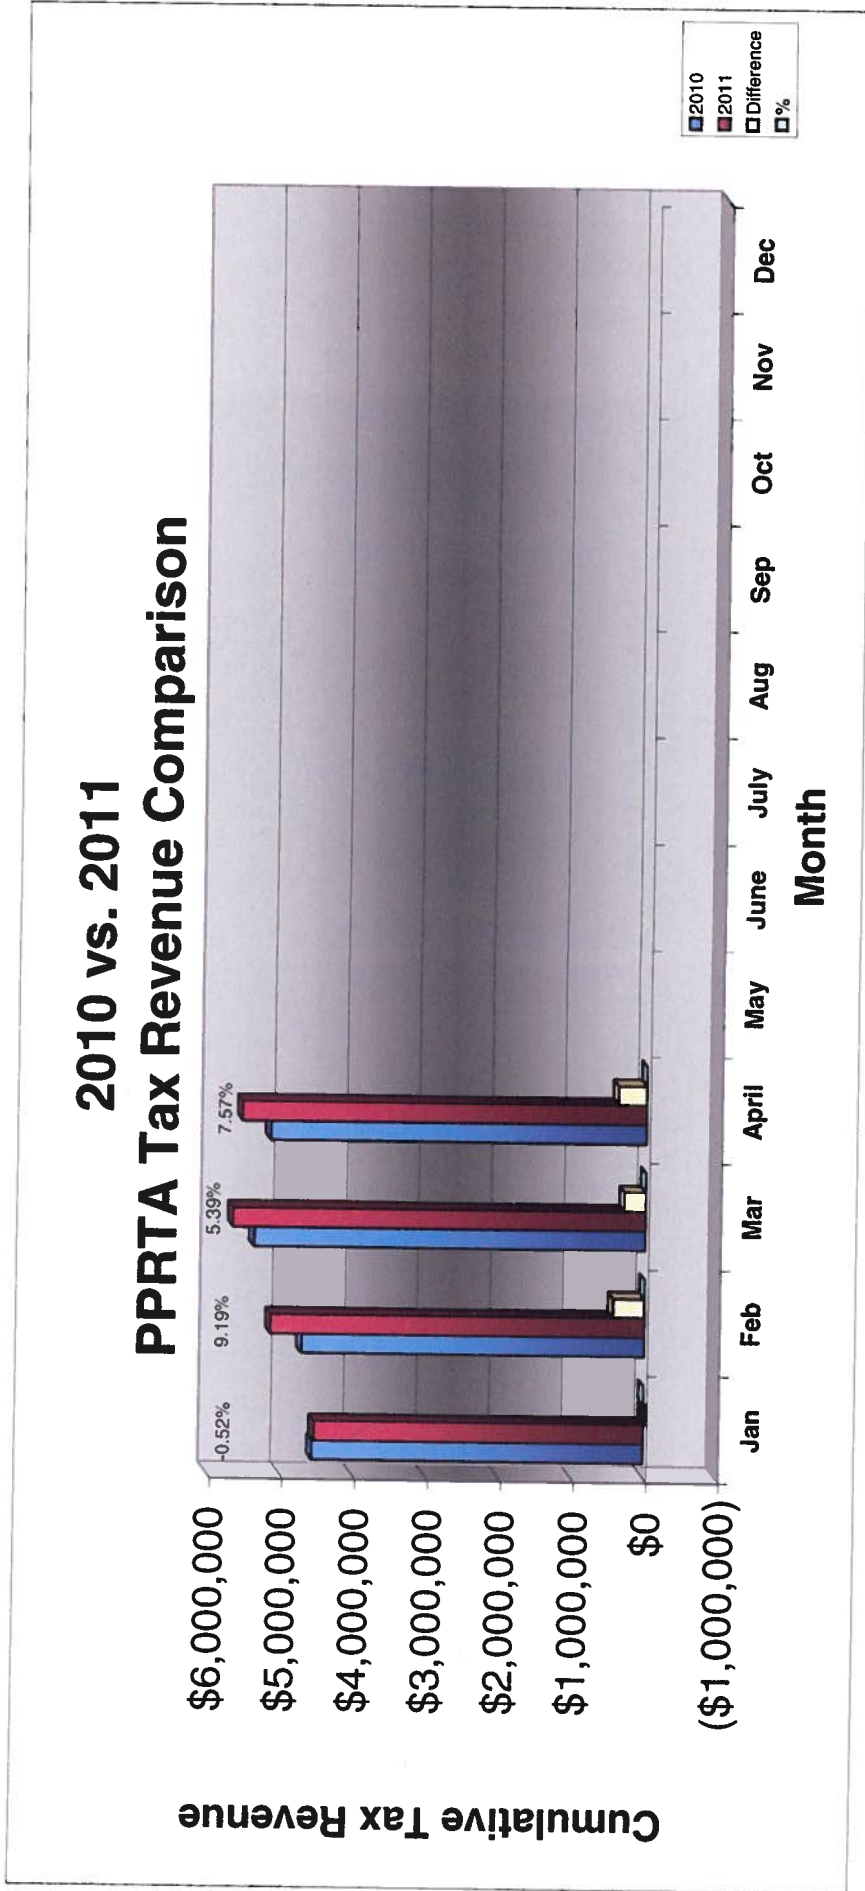 2010 vs. 2011
PPRTA Tax Revenue Comparison
Cumulative Tax Revenue
$6,000,000
$5,000,000
$4,000,000
$3,000,000
$2,000,000
$1,000,000
$0
($1,000,000)
-0.52%
9.19%
5.39%
7.57%
Jan
Feb
Mar
April
May
June
July
Aug
Sep
Oct
Nov
Dec
Month
2010
2011
Difference
%